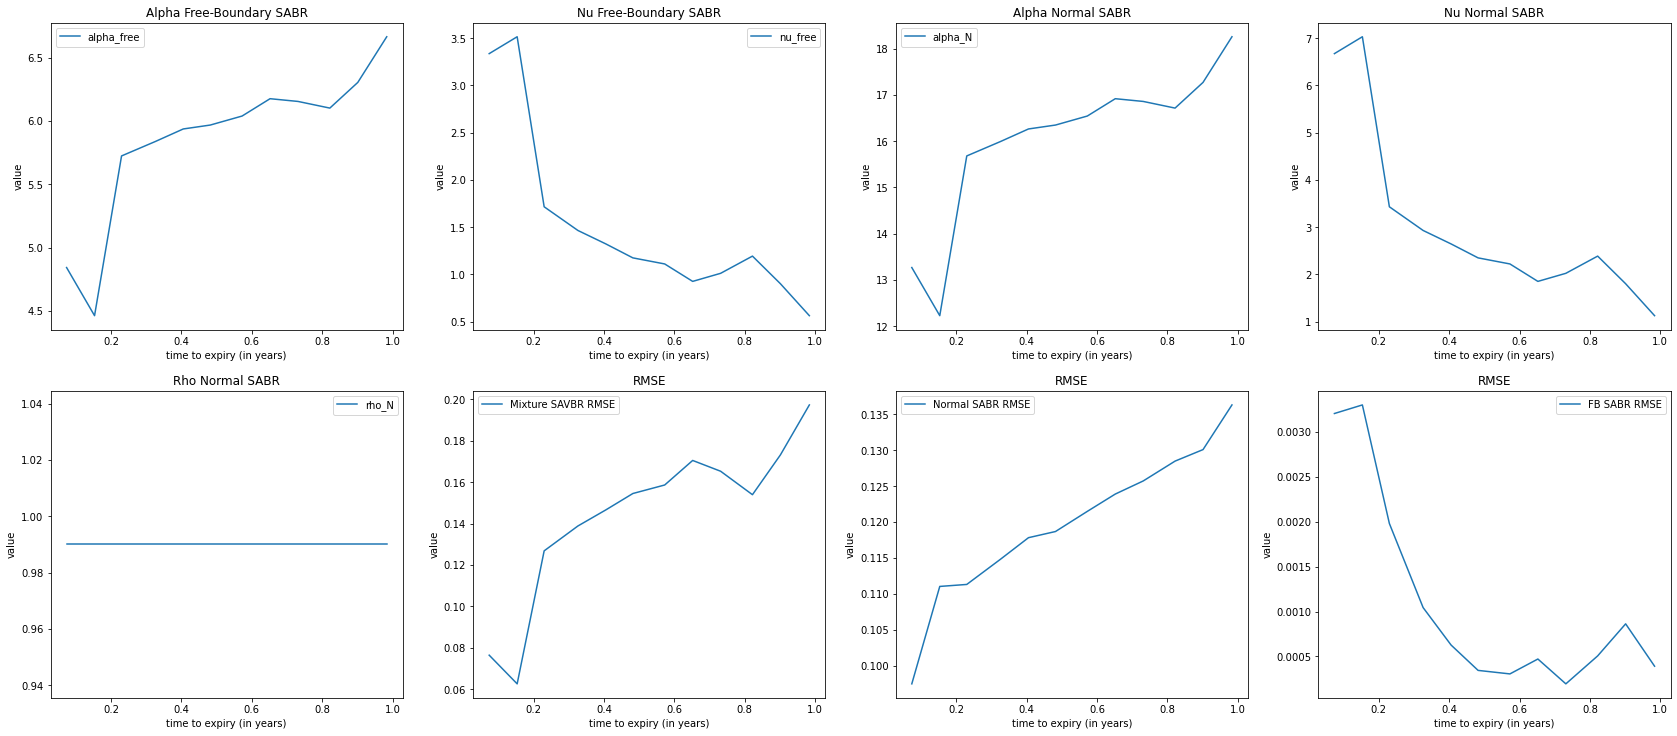 Alpha Free-Boundary SABR
alpha_free
6.5
6.0
5.5
5.0
4.5
value
0.2 0.4 0.6 0.8 1.0
time to expiry (in years)
Nu Free-Boundary SABR
nu_free
3.5
3.0
2.5
2.0
1.5
1.0
0.5
value
0.2 0.4 0.6 0.8 1.0
time to expiry (in years)
Alpha Normal SABR
alpha_N
18
17
16
15
14
13
12
value
0.2 0.4 0.6 0.8 1.0
time to expiry (in years)
Nu Normal SABR
7
6
5
4
3
2
1
value
0.2 0.4 0.6 0.8 1.0
time to expiry (in years)
Rho Normal SABR
rho_N
1.04
1.02
1.00
0.98
0.96
0.94
value
0.2 0.4 0.6 0.8 1.0
time to expiry (in years)
RMSE
Mixture SAVBR RMSE
0.20
0.18
0.16
0.14
0.12
0.10
0.08
0.06
value
0.2 0.4 0.6 0.8 1.0
time to expiry (in years)
RMSE
Normal SABR RMSE
0.135
0.130
0.125
0.120
0.115
0.110
0.105
0.100
value
0.2 0.4 0.6 0.8 1.0
time to expiry (in years)
RMSE
FB SABR RMSE
0.0030
0.0025
0.0020
0.0015
0.0010
0.0005
value
0.2 0.4 0.6 0.8 1.0
time to expiry (in years)